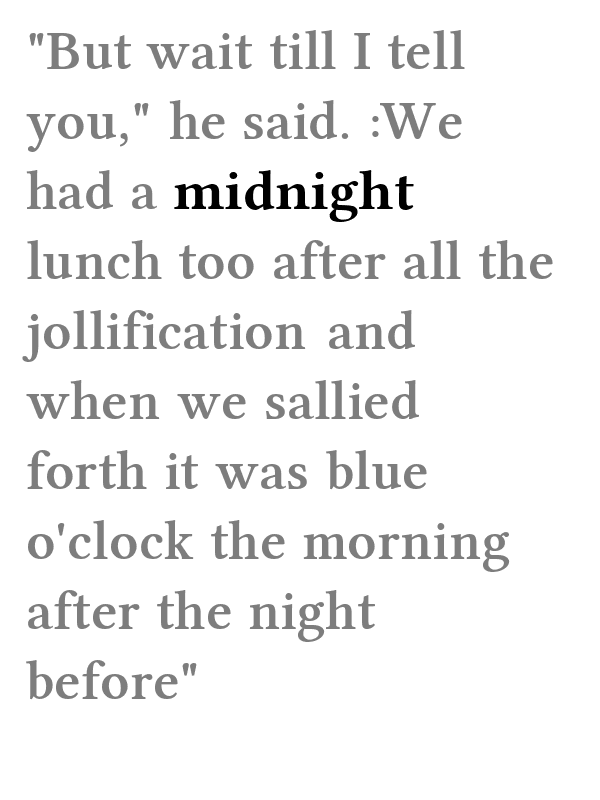 "But wait till I tell
you," he said. :We
had a midnight
lunch too after all the
jollification and
when we sallied
forth it was blue
o'clock the morning
after the night
before"